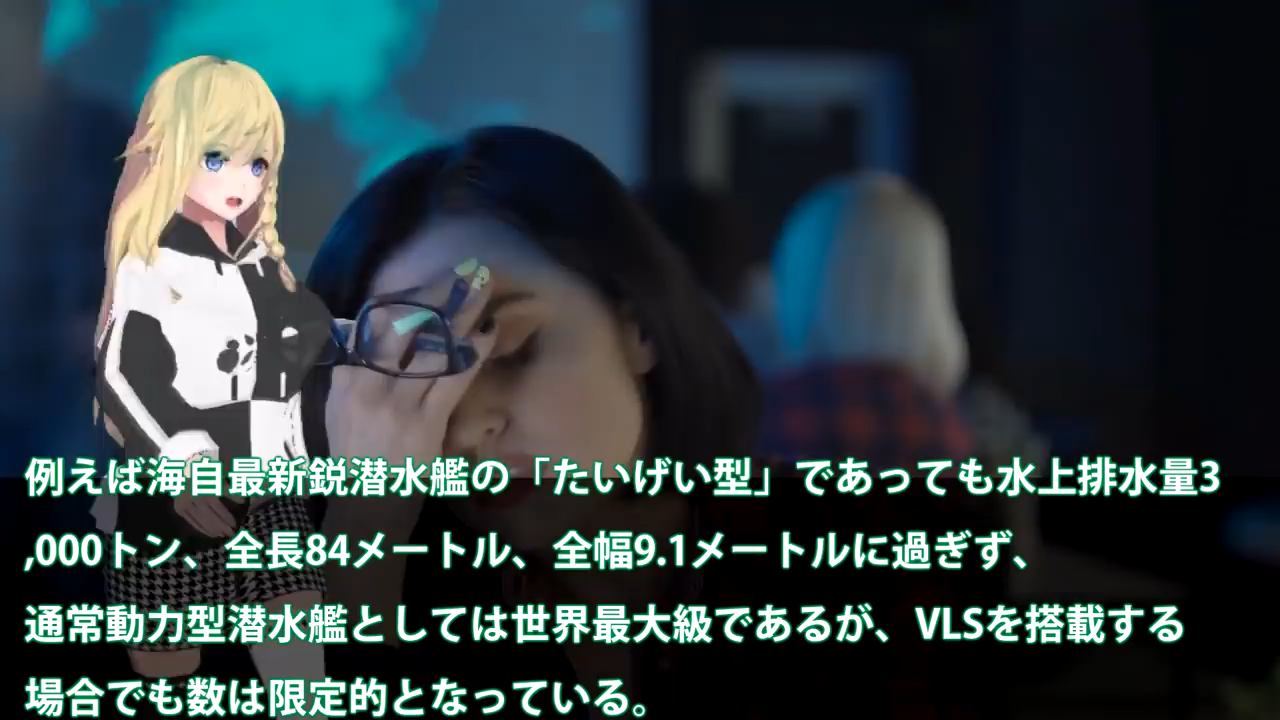 例えば海自最新鋭潜水艦の「たいげい型」であっても水上排水量3
,000トン、全長84メートル、全幅9.1メートルに過ぎず、
通常動力型潜水艦としては世界最大級であるが、VLSを搭載する
場合でも数は限定的となっている。